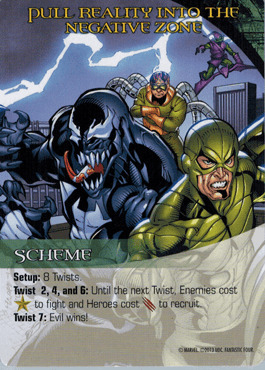 PULL REALITY INTO THE
NEGATIVE ZONE
SCHEME
Setup: 8 Twists.
Twist 2, 4, and 6: Until the next Twist, Enemies cost
to fight and Heroes cost to recruit.
Twist 7: Evil wins!
©MARVEL. ©2013 UDC. FANTASTIC FOUR.